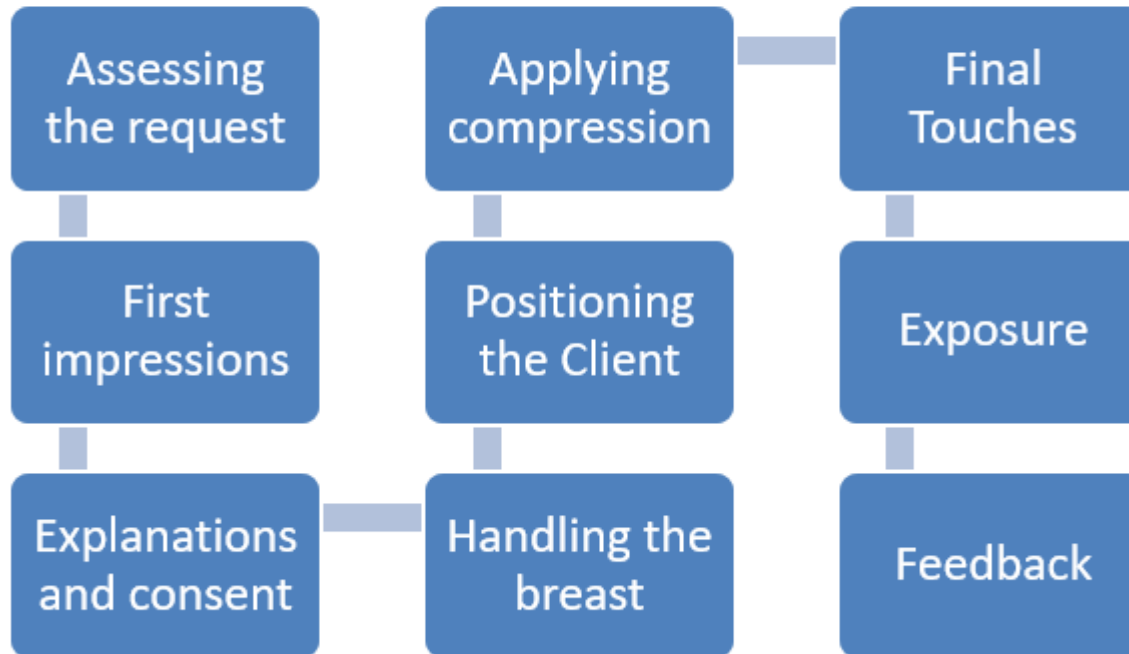 Assessing
the request
First
impressions
Explanations
and consent
Handling the
breast
Positioning
the Client
Applying
compression
Final
Touches
Exposure
Feedback